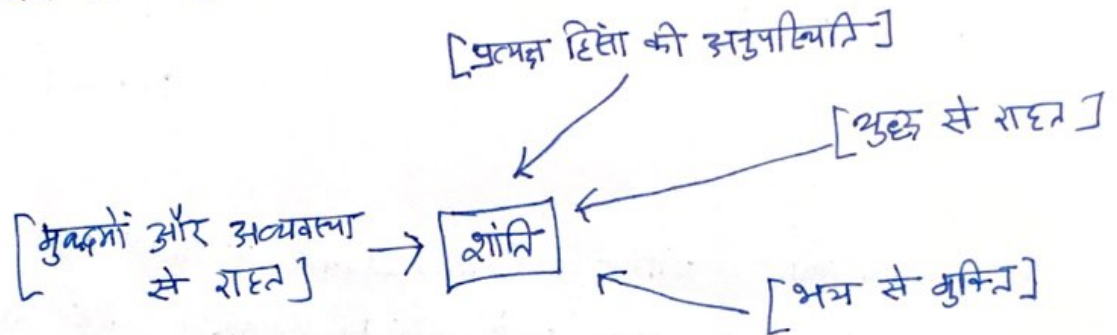 [प्रत्यक्ष हिंसा की अनुपस्थिति]
[युद्ध से राहत]
[मुकदमों और अव्यवस्था
से राहत]
शांति
[भय से मुक्ति]